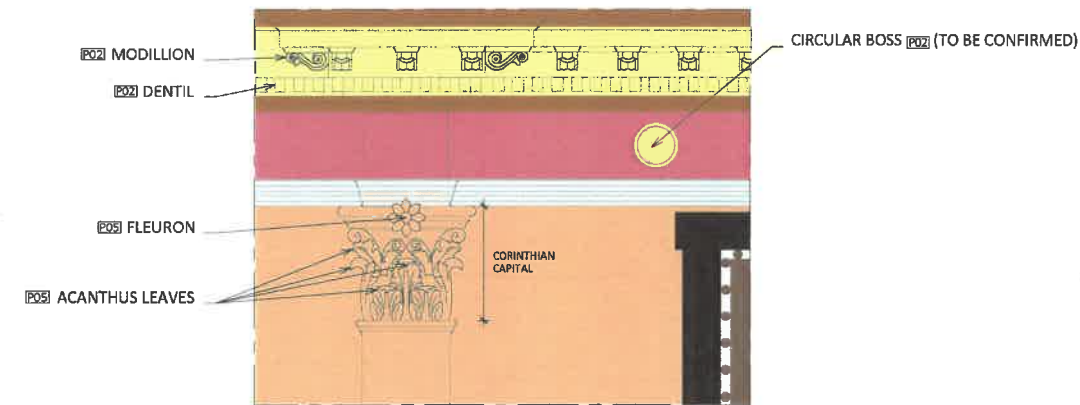 P02 MODILLION
CIRCULAR BOSS P02 (TO BE CONFIRMED)
P02 DENTIL
P05 FLEURON
CORINTHIAN
CAPITAL
P05 ACANTHUS LEAVES